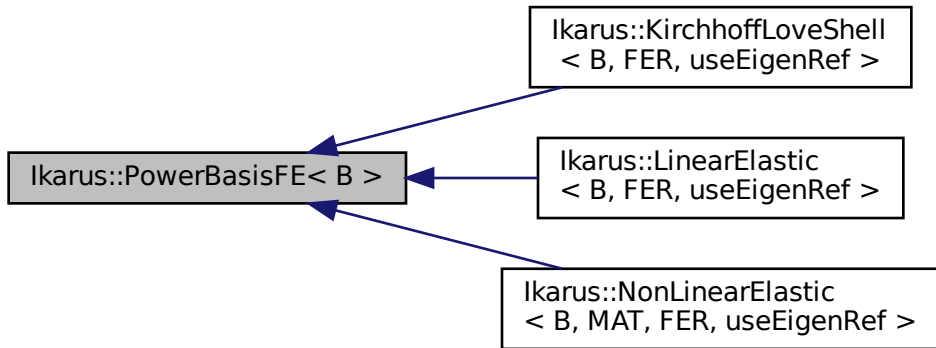 Ikarus::KirchhoffLoveShell
< B, FER, useEigenRef >
Ikarus::PowerBasisFE< B >
Ikarus::LinearElastic
< B, FER, useEigenRef >
Ikarus::NonLinearElastic
< B, MAT, FER, useEigenRef >